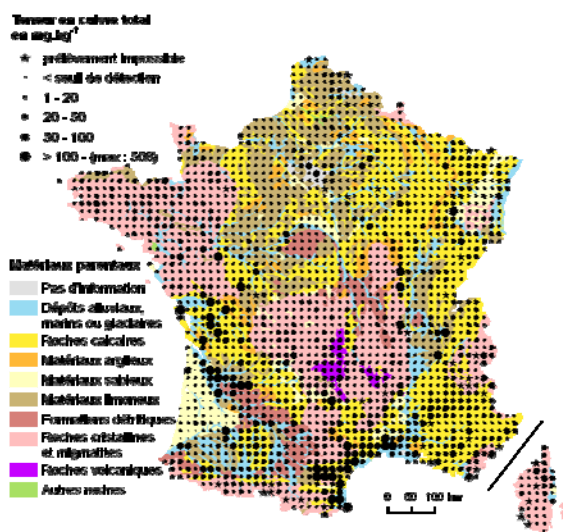 Teneur en cuivre total
en mg.kg-1
prélèvement impossible
< seuil de détection
1 - 20
20 - 50
50 - 100
> 100 - (max : 508)
Matériaux parentaux
Pas d'information
Dépôts alluviaux,
marins ou glaciaires
Roches calcaires
Matériaux argileux
Matériaux sableux
Matériaux limoneux
Formations détritiques
Roches cristallines
et migmatites
Roches volcaniques
Autres roches
0 50 100 km